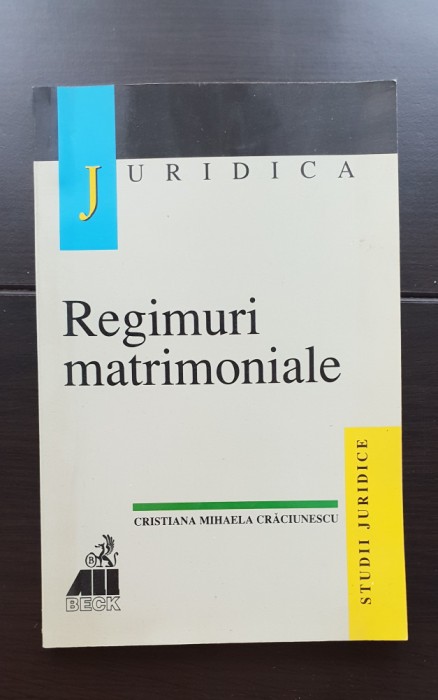 JURIDICA
Regimuri
matrimoniale
CRISTIANA MIHAELA CRĂCIUNESCU
STUDII JURIDICE
B
ALL
BECK